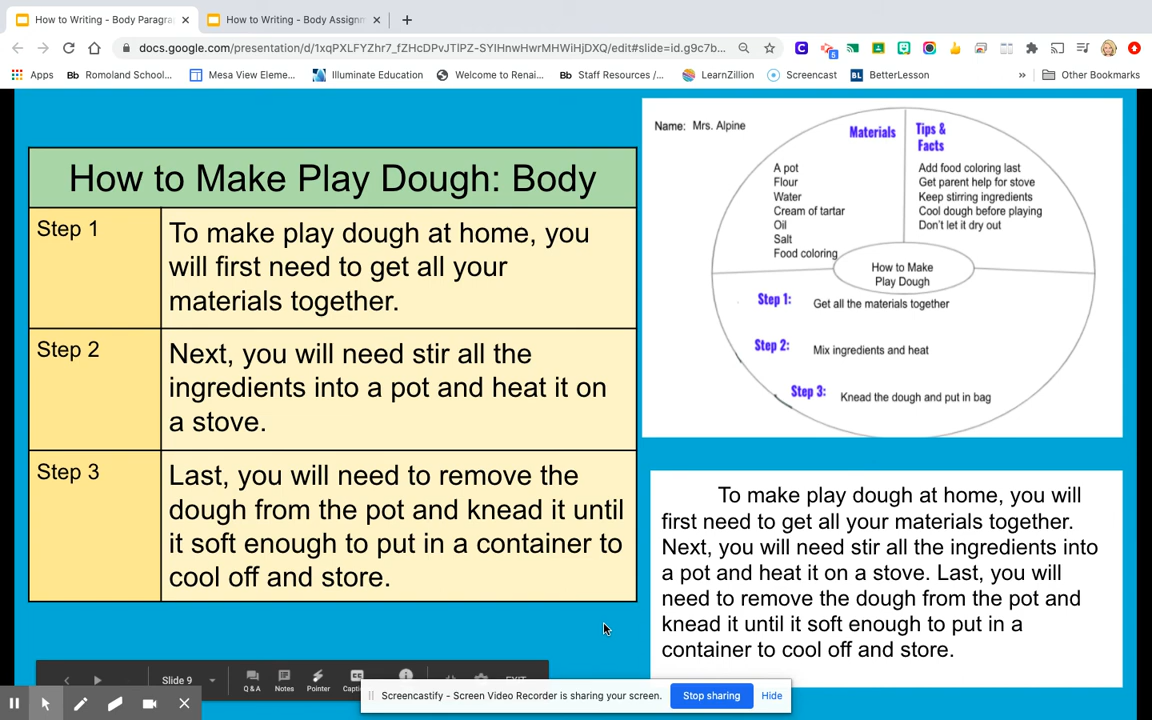 How to Writing - Body Paragra
How to Writing - Body Assignm
docs.google.com/presentation/d/1xqPXLFYZhr7_fZHcDPvJTlPZ-SYIHnwHwrMHWiHjDXQ/edit#slide=id.g9c7b...
Apps
Bb Romoland School...
Mesa View Eleme...
Illuminate Education
Welcome to Renai...
Bb Staff Resources /...
LearnZillion
Screencast
BL BetterLesson
»
Other Bookmarks
How to Make Play Dough: Body
Step 1
To make play dough at home, you
will first need to get all your
materials together.
Step 2
Next, you will need stir all the
ingredients into a pot and heat it on
a stove.
Step 3
Last, you will need to remove the
dough from the pot and knead it until
it soft enough to put in a container to
cool off and store.
Name: Mrs. Alpine
Materials
A pot
Flour
Water
Cream of tartar
Oil
Salt
Food coloring
Tips &
Facts
Add food coloring last
Get parent help for stove
Keep stirring ingredients
Cool dough before playing
Don't let it dry out
How to Make
Play Dough
Step 1: Get all the materials together
Step 2: Mix ingredients and heat
Step 3: Knead the dough and put in bag
To make play dough at home, you will
first need to get all your materials together.
Next, you will need stir all the ingredients into
a pot and heat it on a stove. Last, you will
need to remove the dough from the pot and
knead it until it soft enough to put in a
container to cool off and store.
Slide 9
Q & A
Notes
Pointer
Screencastify - Screen Video Recorder is sharing your screen.
Stop sharing
Hide